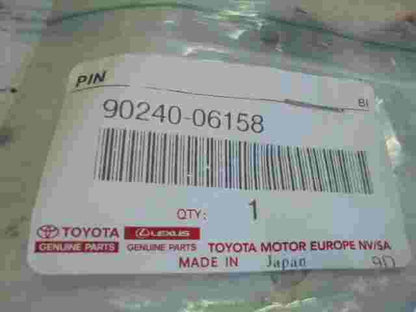 PIN
BI
90240-06158
QTY: 1
TOYOTA LEXUS
GENUINE PARTS GENUINE PARTS TOYOTA MOTOR EUROPE NV/SA
MADE IN Japan 90